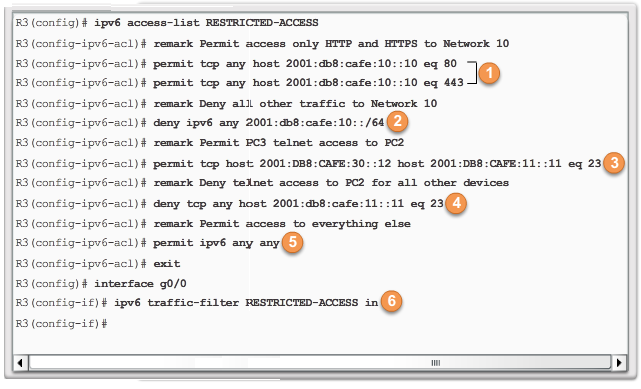 R3(config)# ipv6 access-list RESTRICTED-ACCESS
R3(config-ipv6-acl)# remark Permit access only HTTP and HTTPS to Network 10
R3(config-ipv6-acl)# permit tcp any host 2001:db8:cafe:10::10 eq 80
R3(config-ipv6-acl)# permit tcp any host 2001:db8:cafe:10::10 eq 443
1
R3(config-ipv6-acl)# remark Deny all other traffic to Network 10
R3(config-ipv6-acl)# deny ipv6 any 2001:db8:cafe:10::/64 2
R3(config-ipv6-acl)# remark Permit PC3 telnet access to PC2
R3(config-ipv6-acl)# permit tcp host 2001:DB8:CAFE:30::12 host 2001:DB8:CAFE:11::11 eq 23 3
R3(config-ipv6-acl)# remark Deny telnet access to PC2 for all other devices
R3(config-ipv6-acl)# deny tcp any host 2001:db8:cafe:11::11 eq 23 4
R3(config-ipv6-acl)# remark Permit access to everything else
R3(config-ipv6-acl)# permit ipv6 any any 5
R3(config-ipv6-acl)# exit
R3(config)# interface g0/0
R3(config-if)# ipv6 traffic-filter RESTRICTED-ACCESS in 6
R3(config-if)#